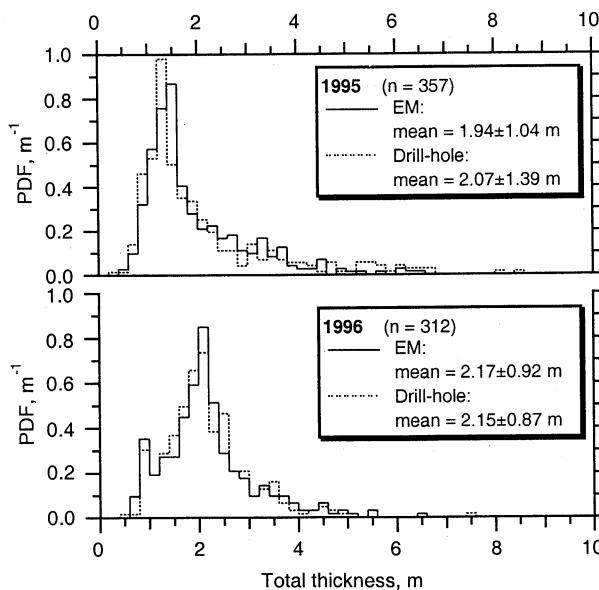 0 2 4 6 8 10
1.0
0.8
0.6
0.4
0.2
0.0
PDF, m-1
1995 (n = 357)
EM:
mean = 1.94±1.04 m
Drill-hole:
mean = 2.07±1.39 m
1.0
0.8
0.6
0.4
0.2
0.0
PDF, m-1
1996 (n = 312)
EM:
mean = 2.17±0.92 m
Drill-hole:
mean = 2.15±0.87 m
0 2 4 6 8 10
Total thickness, m